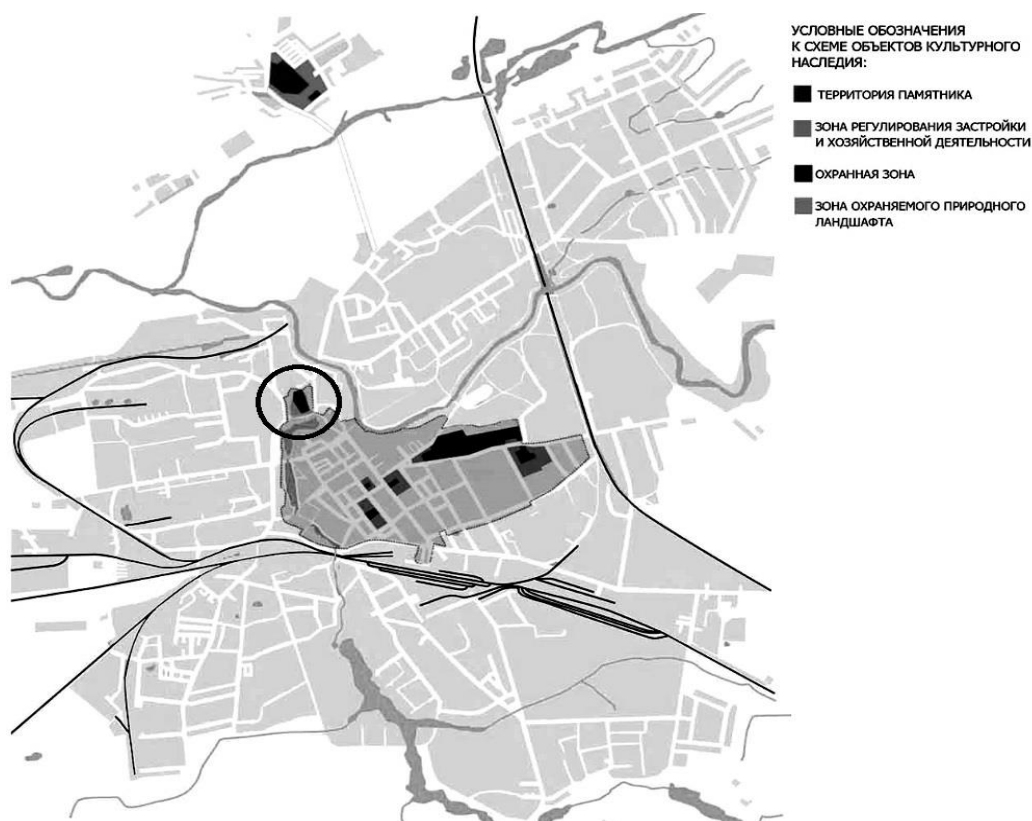 УСЛОВНЫЕ ОБОЗНАЧЕНИЯ
К СХЕМЕ ОБЪЕКТОВ КУЛЬТУРНОГО
НАСЛЕДИЯ:
ТЕРРИТОРИЯ ПАМЯТНИКА
ЗОНА РЕГУЛИРОВАНИЯ ЗАСТРОЙКИ
И ХОЗЯЙСТВЕННОЙ ДЕЯТЕЛЬНОСТИ
ОХРАННАЯ ЗОНА
ЗОНА ОХРАНЯЕМОГО ПРИРОДНОГО
ЛАНДШАФТА